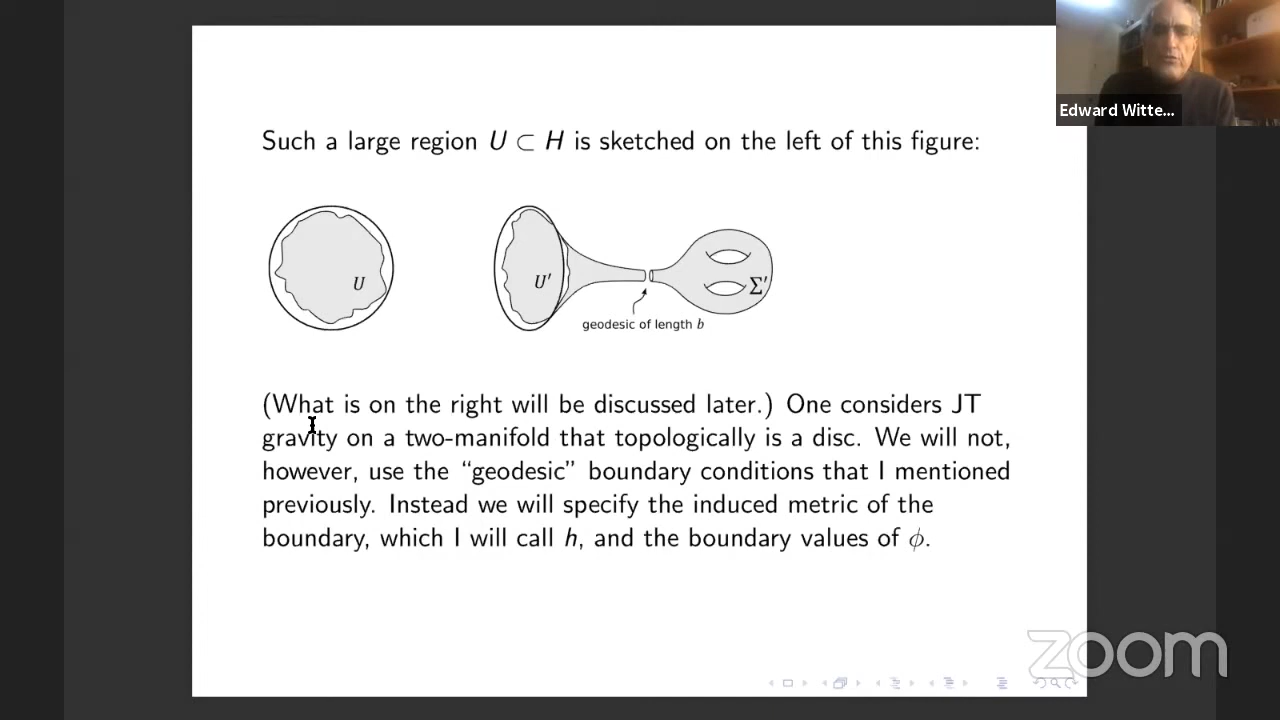 Edward Witte...
Such a large region U ⊂ H is sketched on the left of this figure:
U
U′
Σ′
geodesic of length b
(What is on the right will be discussed later.) One considers JT
gravity on a two-manifold that topologically is a disc. We will not,
however, use the “geodesic” boundary conditions that I mentioned
previously. Instead we will specify the induced metric of the
boundary, which I will call h, and the boundary values of ϕ.
zoom